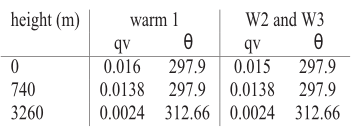 height (m) warm 1 W2 and W3
qv θ qv θ
0 0.016 297.9 0.015 297.9
740 0.0138 297.9 0.0138 297.9
3260 0.0024 312.66 0.0024 312.66